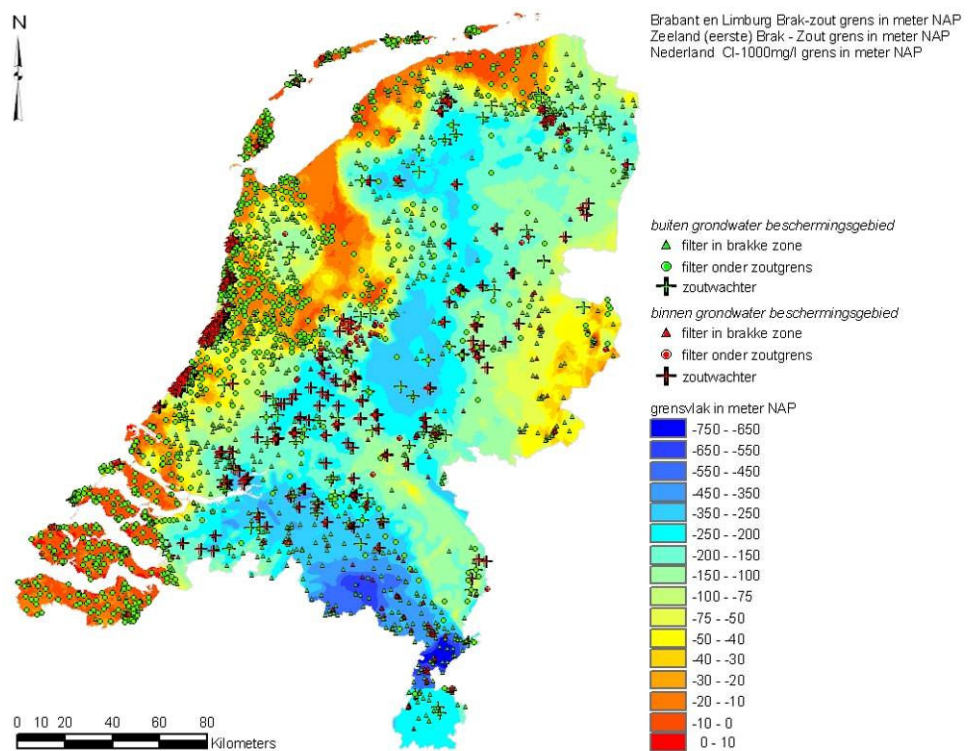 N
Brabant en Limburg Brak-zout grens in meter NAP
Zeeland (eerste) Brak - Zout grens in meter NAP
Nederland Cl-1000mg/l grens in meter NAP
buiten grondwater beschermingsgebied
filter in brakke zone
filter onder zoutgrens
zoutwachter
binnen grondwater beschermingsgebied
filter in brakke zone
filter onder zoutgrens
zoutwachter
grensvlak in meter NAP
-750 - -650
-650 - -550
-550 - -450
-450 - -350
-350 - -250
-250 - -200
-200 - -150
-150 - -100
-100 - -75
-75 - -50
-50 - -40
-40 - -30
-30 - -20
-20 - -10
-10 - 0
0 - 10
0 10 20 40 60 80
Kilometers